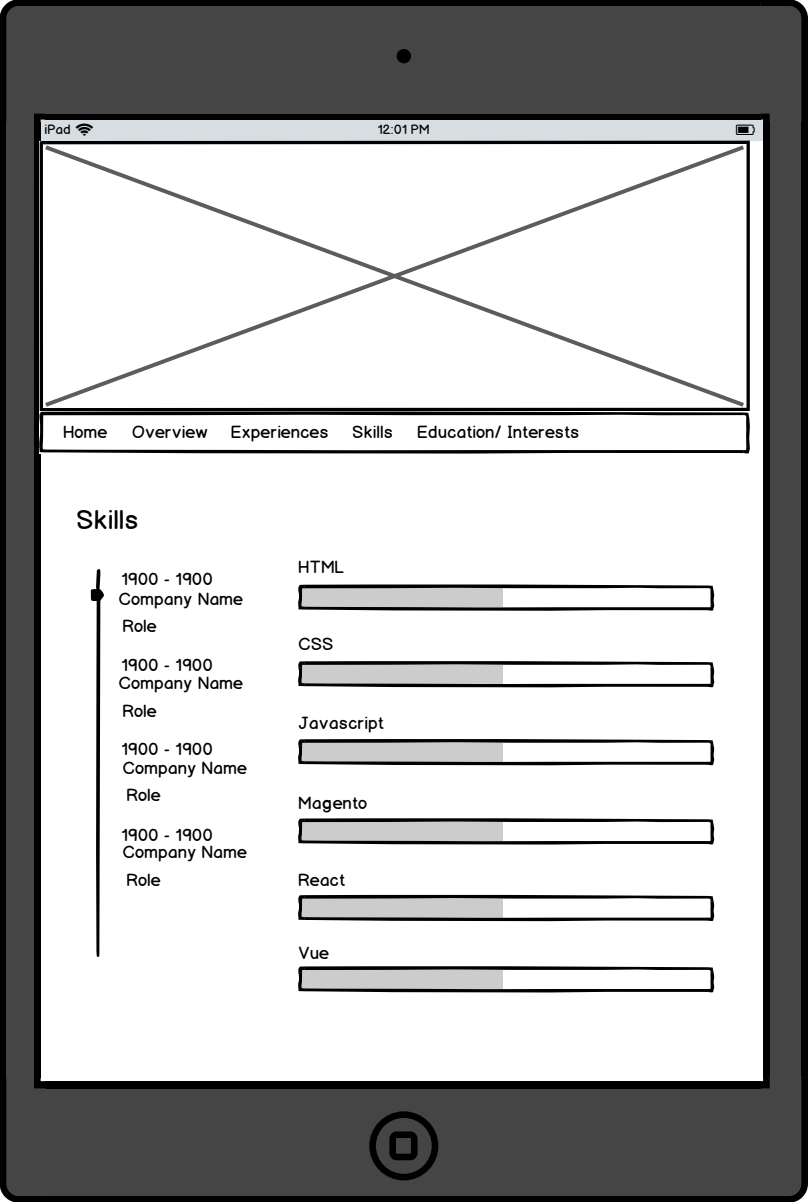 iPad 12:01 PM
Home Overview Experiences Skills Education/ Interests
Skills
1900 - 1900
Company Name
Role
1900 - 1900
Company Name
Role
1900 - 1900
Company Name
Role
1900 - 1900
Company Name
Role
HTML
CSS
Javascript
Magento
React
Vue